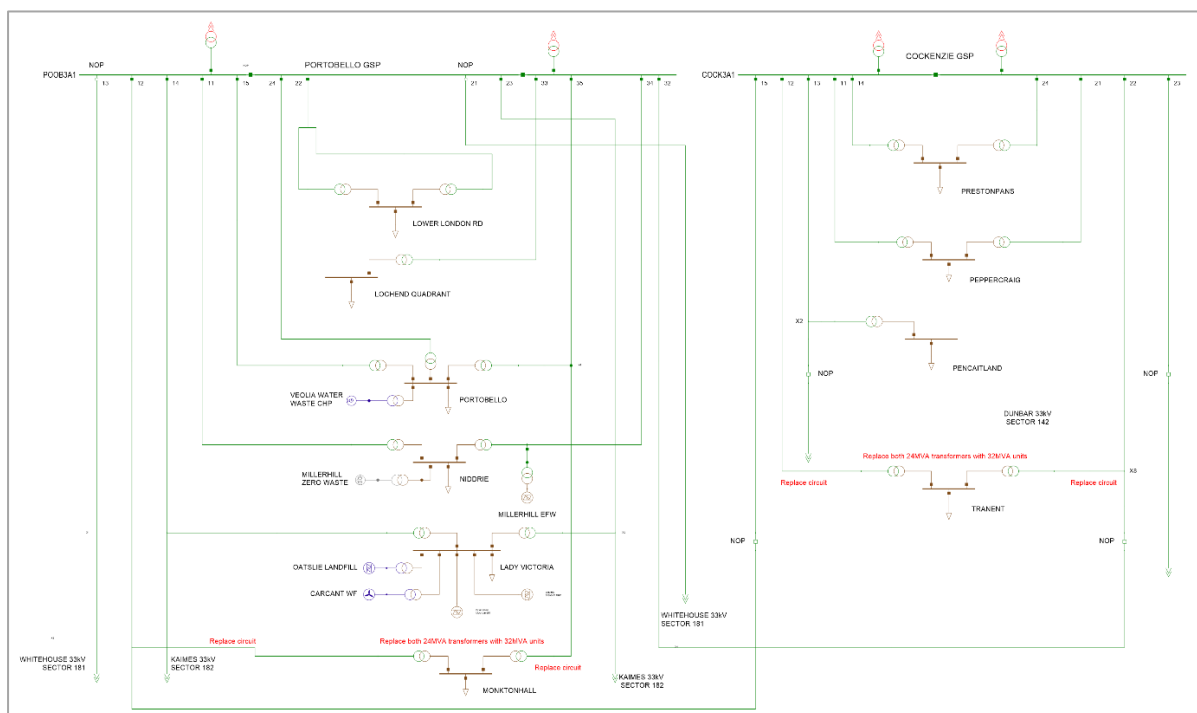 NOP
PORTOBELLO GSP
NOP
COCKENZIE GSP
POOB3A1
COCK3A1
13
12
14
11
15
24
22
21
23
33
35
31
32
15
12
13
11
14
24
21
22
23
PRESTONPANS
LOWER LONDON RD
PEPPERCRAIG
LOCHEND QUADRANT
X2
PENCAITLAND
NOP
NOP
VEOLIA WATER
WASTE CHP
PORTOBELLO
DUNBAR 33kV
SECTOR 142
Replace both 24MVA transformers with 32MVA units
MILLERHILL
ZERO WASTE
NIDDRIE
Replace circuit
Replace circuit
X6
TRANENT
MILLERHILL EFW
NOP
NOP
OATSLIE LANDFILL
LADY VICTORIA
CARCANT WF
WHITEHOUSE 33kV
SECTOR 181
Replace circuit
Replace both 24MVA transformers with 32MVA units
Replace circuit
WHITEHOUSE 33kV
SECTOR 181
KAIMES 33kV
SECTOR 182
MONKTONHALL
KAIMES 33kV
SECTOR 182